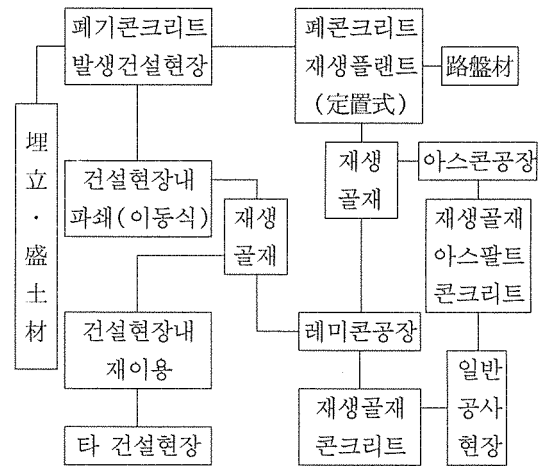 폐기콘크리트
발생건설현장
폐콘크리트
재생플랜트
(定置式)
路盤材
埋立·盛土材
건설현장내
파쇄(이동식)
재생
골재
재생
골재
아스콘공장
재생골재
아스팔트
콘크리트
건설현장내
재이용
레미콘공장
일반
공사
현장
재생골재
콘크리트
타 건설현장